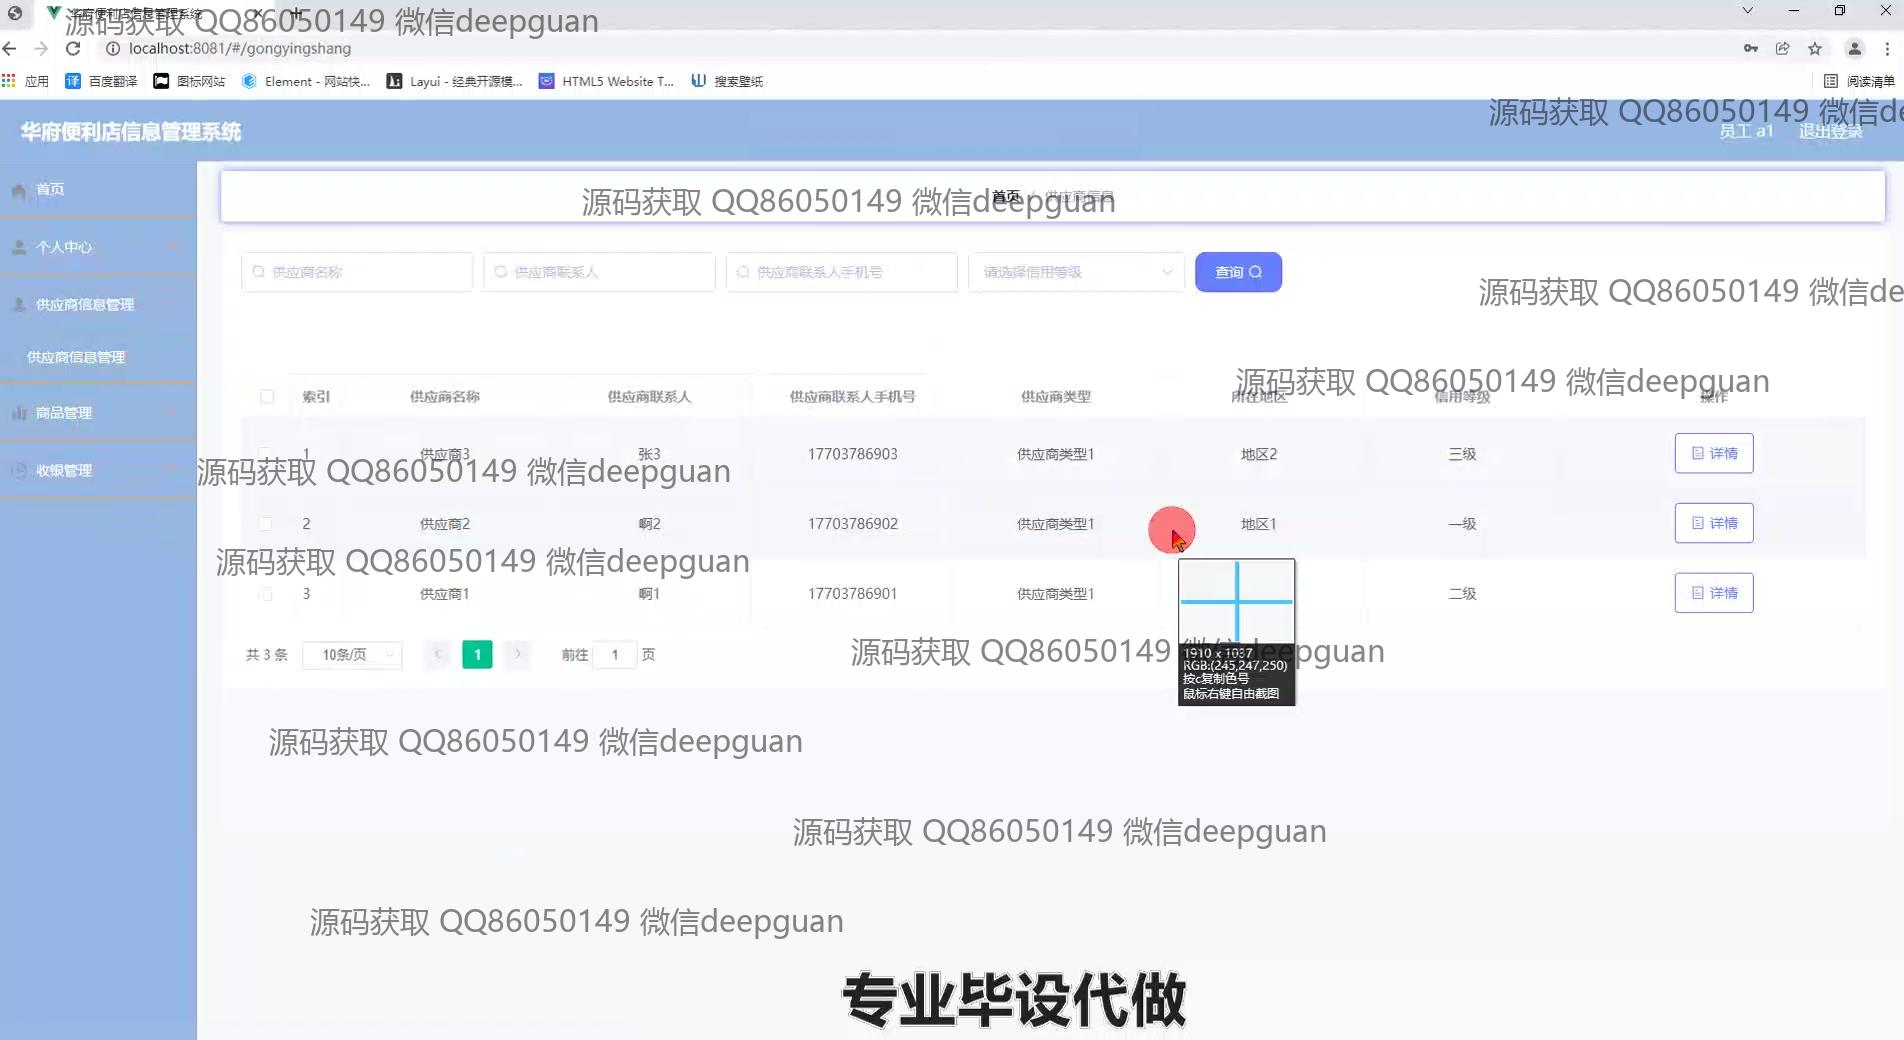 华府便利店信息管理系统
源码获取 QQ86050149 微信deepguan
localhost:8081/#/gongyingshang
应用 百度翻译 图标网站 Element - 网站快... Layui - 经典开源模... HTML5 Website T... 搜索壁纸 阅读清单
源码获取 QQ86050149 微信de
华府便利店信息管理系统 员工 a1 退出登录
首页
首页 / 供应商信息
源码获取 QQ86050149 微信deepguan
个人中心
供应商名称 供应商联系人 供应商联系人手机号 请选择信用等级 查询
源码获取 QQ86050149 微信de
供应商信息管理
供应商信息管理
源码获取 QQ86050149 微信deepguan
索引 供应商名称 供应商联系人 供应商联系人手机号 供应商类型 所在地区 信用等级 操作
商品管理
1 供应商3 张3 17703786903 供应商类型1 地区2 三级 详情
收银管理
源码获取 QQ86050149 微信deepguan
2 供应商2 啊2 17703786902 供应商类型1 地区1 一级 详情
源码获取 QQ86050149 微信deepguan
3 供应商1 啊1 17703786901 供应商类型1 二级 详情
共 3 条 10条/页 1 前往 1 页
源码获取 QQ86050149 微信deepguan
1910 x 1037
RGB:(245,247,250)
按c复制色号
鼠标右键自由截图
源码获取 QQ86050149 微信deepguan
源码获取 QQ86050149 微信deepguan
源码获取 QQ86050149 微信deepguan
专业毕设代做